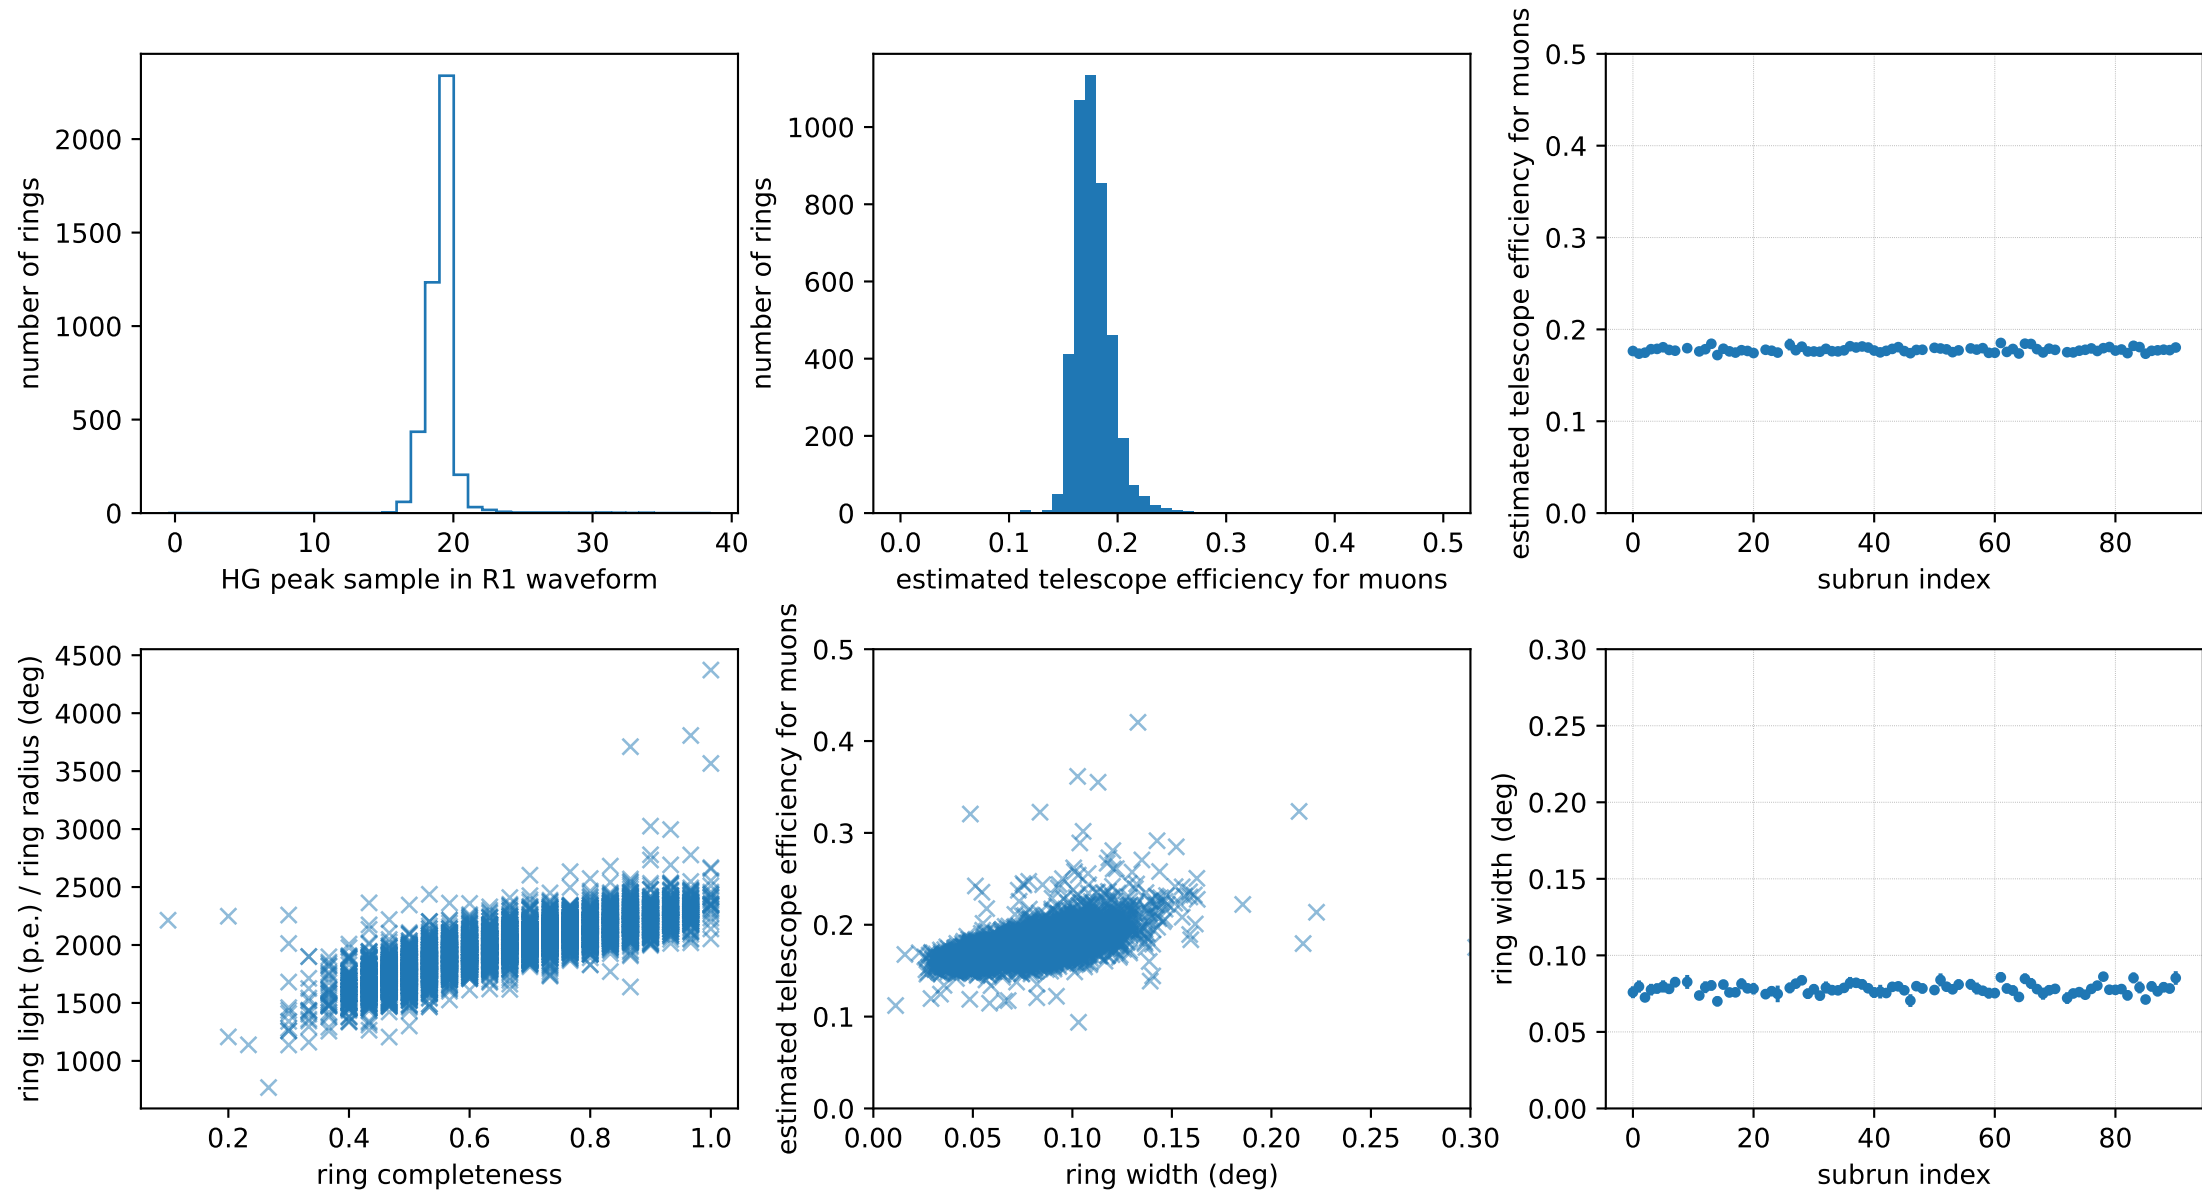 number of rings
2000
1500
1000
500
0
0 10 20 30 40
HG peak sample in R1 waveform
number of rings
1000
800
600
400
200
0
0.0 0.1 0.2 0.3 0.4 0.5
estimated telescope efficiency for muons
estimated telescope efficiency for muons
0.5
0.4
0.3
0.2
0.1
0.0
0 20 40 60 80
subrun index
ring light (p.e.) / ring radius (deg)
4500
4000
3500
3000
2500
2000
1500
1000
0.2 0.4 0.6 0.8 1.0
ring completeness
estimated telescope efficiency for muons
0.5
0.4
0.3
0.2
0.1
0.0
0.00 0.05 0.10 0.15 0.20 0.25 0.30
ring width (deg)
ring width (deg)
0.30
0.25
0.20
0.15
0.10
0.05
0.00
0 20 40 60 80
subrun index